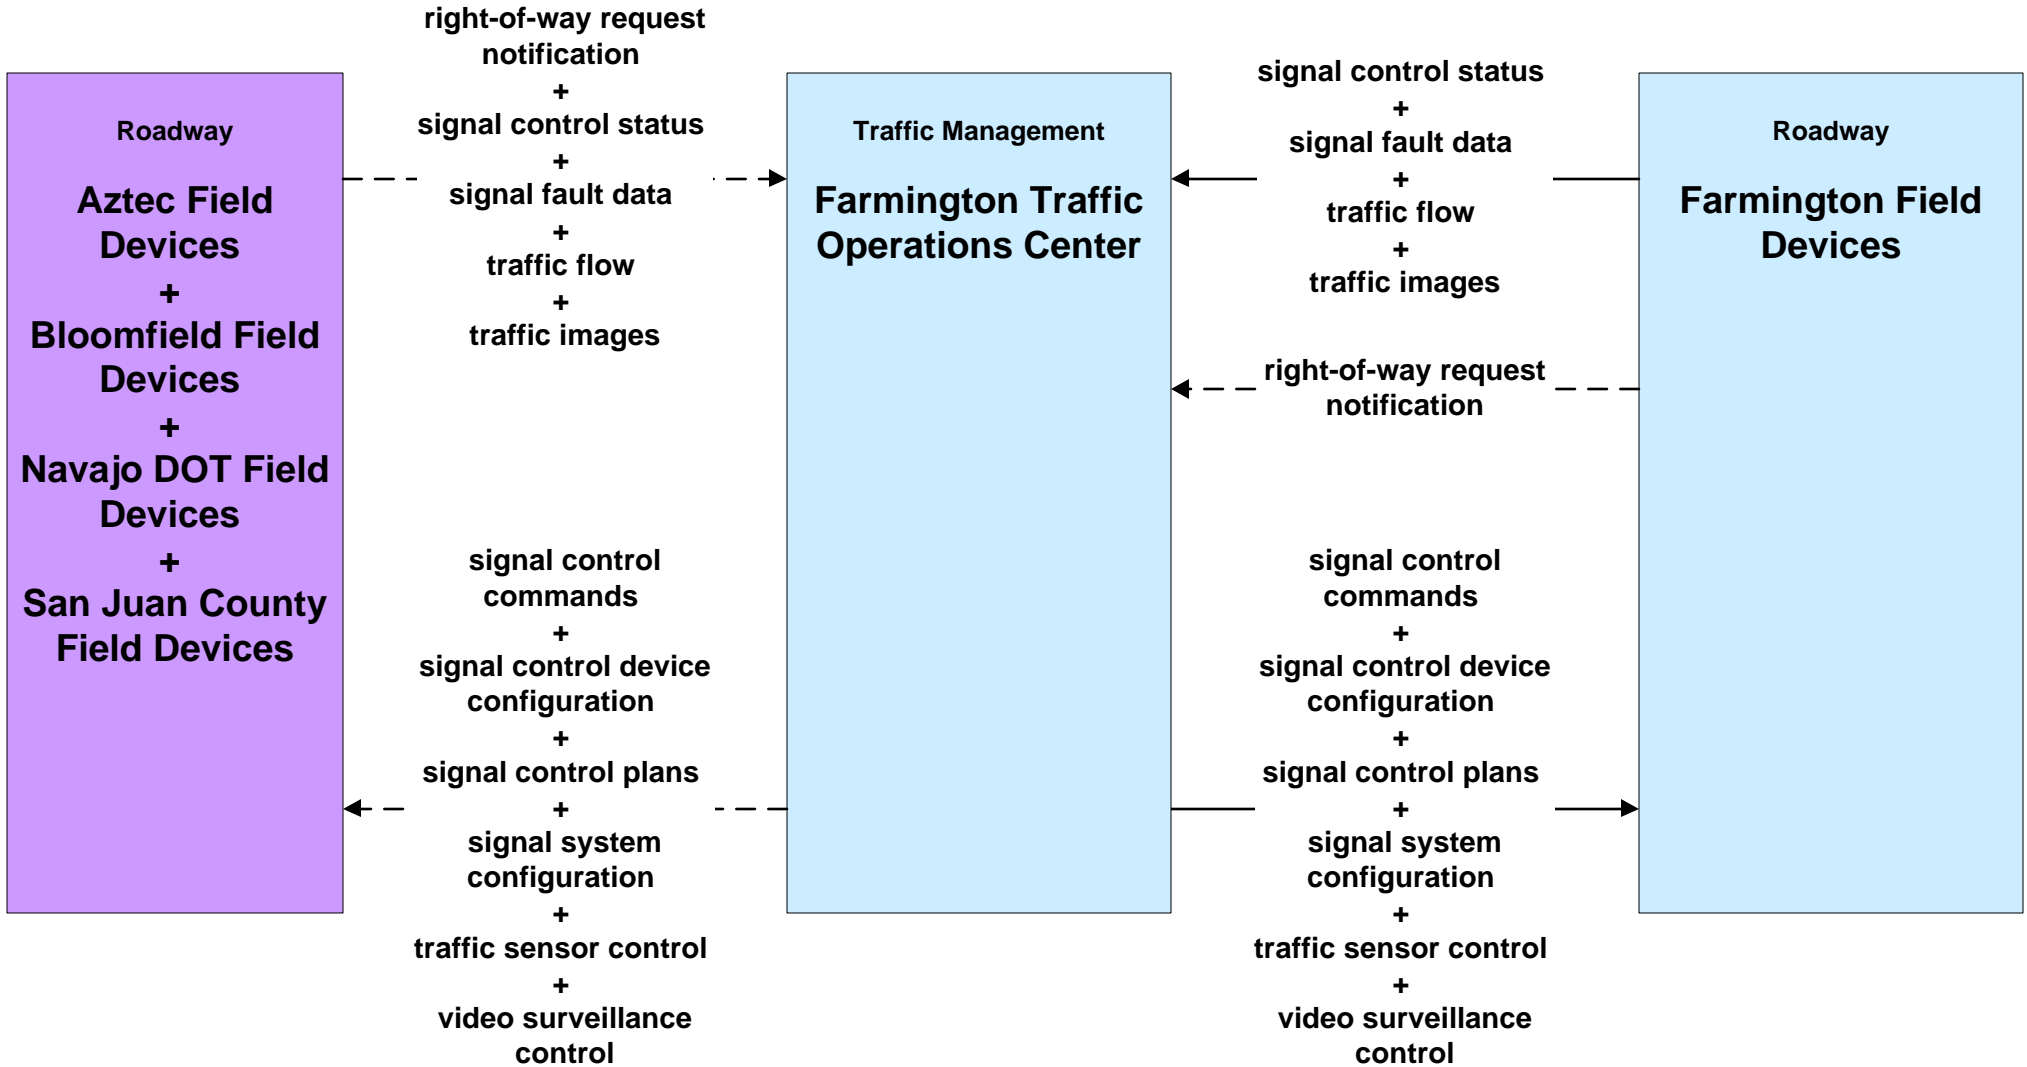 right-of-way request
notification
+
signal control status
+
signal fault data
+
traffic flow
+
traffic images
signal control status
+
signal fault data
+
traffic flow
+
traffic images
Roadway
Aztec Field
Devices
+
Bloomfield Field
Devices
+
Navajo DOT Field
Devices
+
San Juan County
Field Devices
Traffic Management
Farmington Traffic
Operations Center
Roadway
Farmington Field
Devices
right-of-way request
notification
signal control
commands
+
signal control device
configuration
+
signal control plans
+
signal system
configuration
+
traffic sensor control
+
video surveillance
control
signal control
commands
+
signal control device
configuration
+
signal control plans
+
signal system
configuration
+
traffic sensor control
+
video surveillance
control